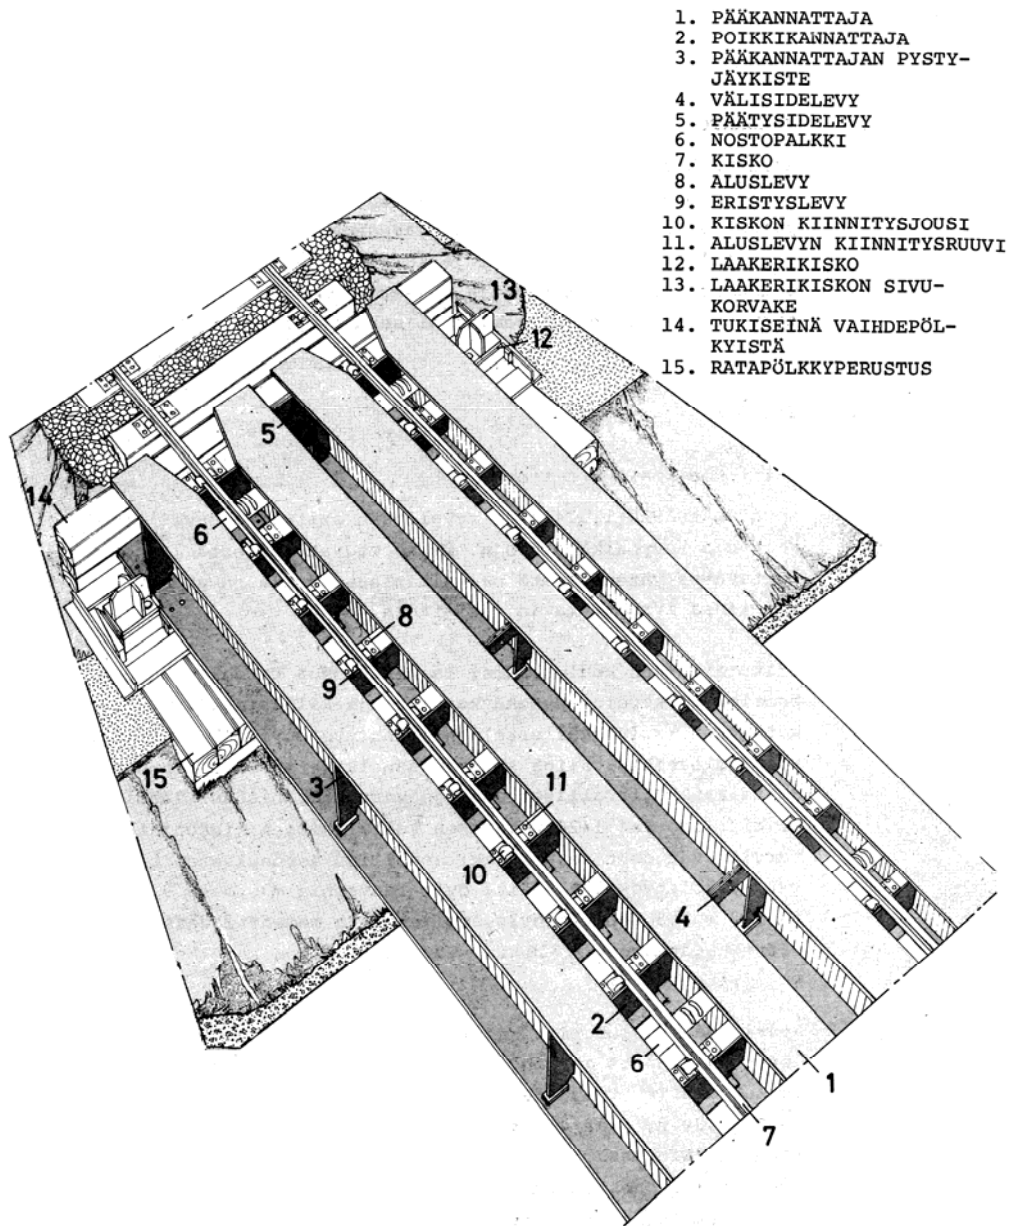 1. PÄÄKANNATTAJA
2. POIKKIKANNATTAJA
3. PÄÄKANNATTAJAN PYSTY-
JÄYKISTE
4. VÄLISIDELEVY
5. PÄÄTYSIDELEVY
6. NOSTOPALKKI
7. KISKO
8. ALUSLEVY
9. ERISTYSLEVY
10. KISKON KIINNITYSJOUSI
11. ALUSLEVYN KIINNITYSRUUVI
12. LAAKERIKISKO
13. LAAKERIKISKON SIVU-
KORVAKE
14. TUKISEINÄ VAIHDEPÖL-
KYISTÄ
15. RATAPÖLKKYPERUSTUS
13
12
5
14
6
8
9
15
3
11
10
4
2
6
1
7